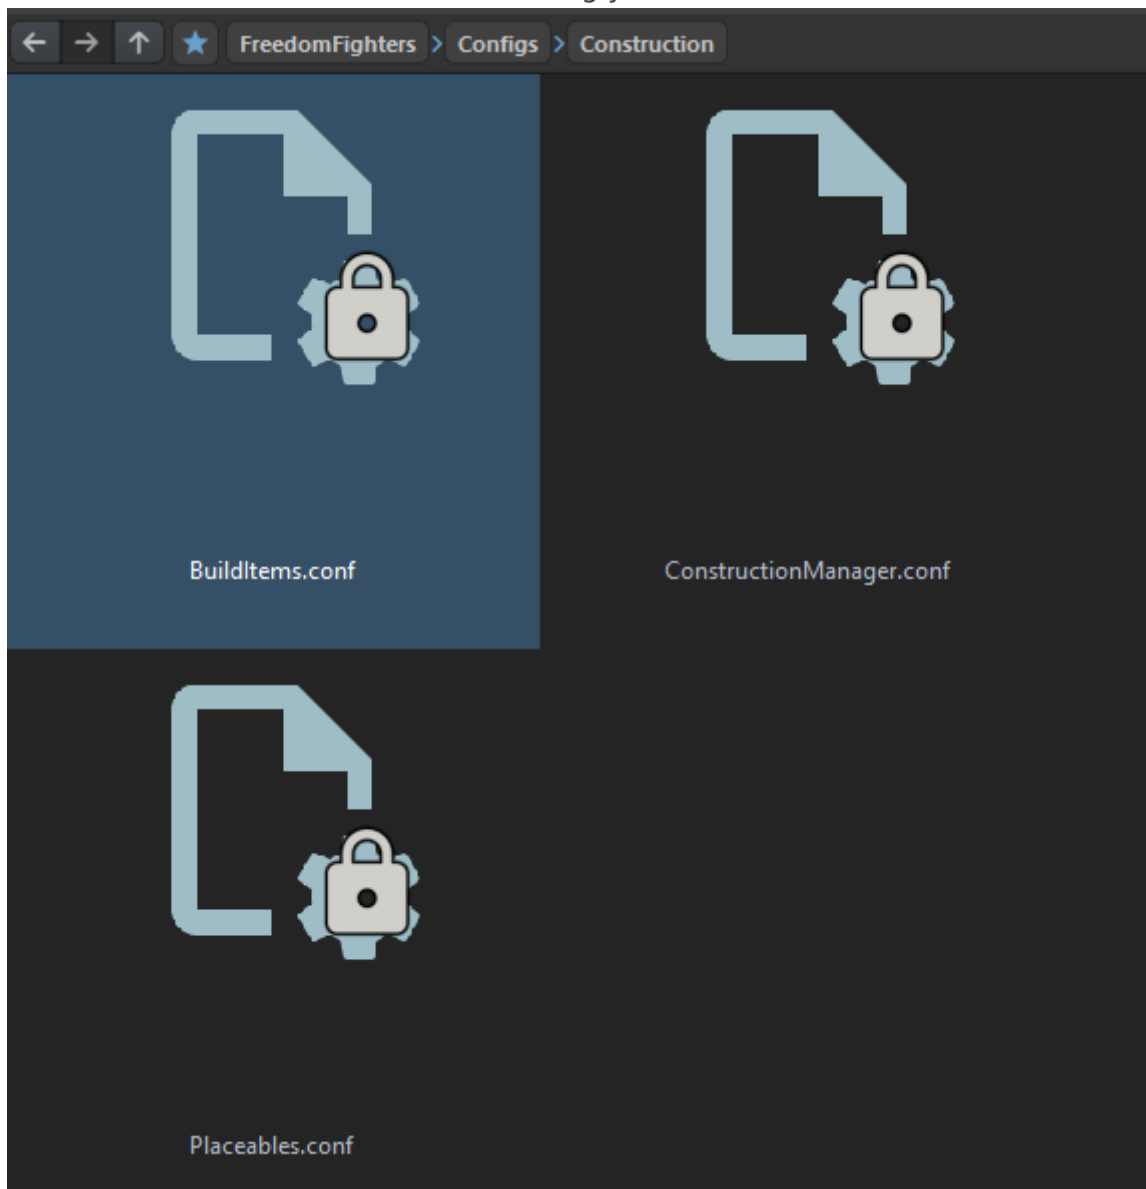 FreedomFighters > Configs > Construction
BuildItems.conf
ConstructionManager.conf
Placeables.conf